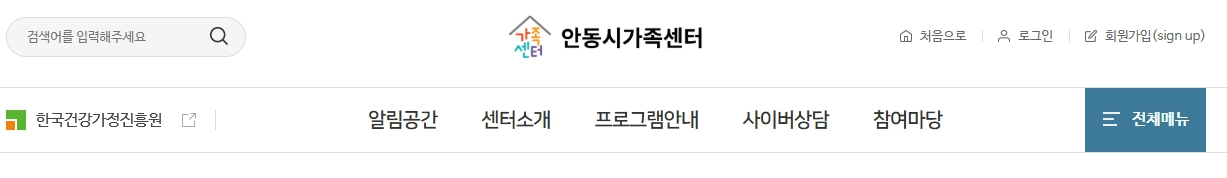 검색어를 입력해주세요
가족센터 안동시가족센터
처음으로 로그인 회원가입(sign up)
한국건강가정진흥원
알림공간 센터소개 프로그램안내 사이버상담 참여마당
전체메뉴